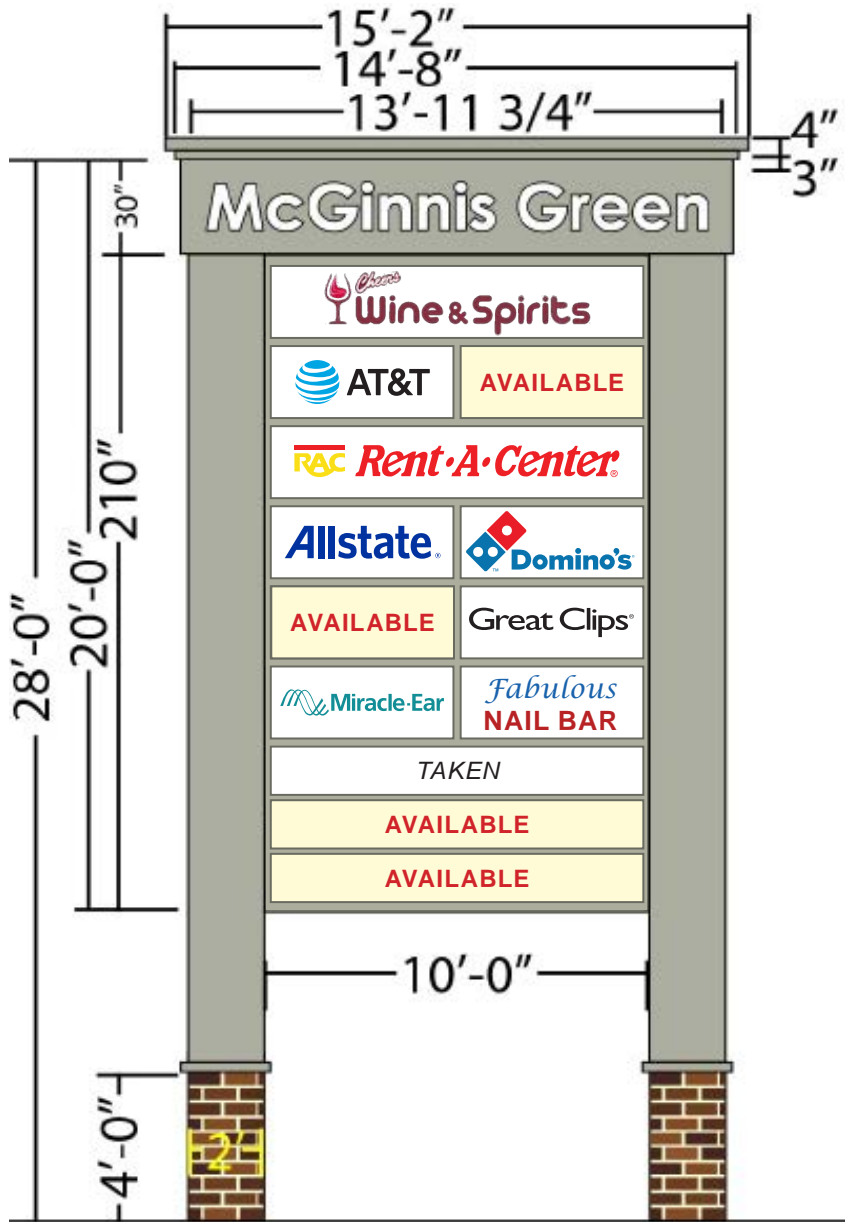 15'-2"
14'-8"
13'-11 3/4"
4"
3"
30"
McGinnis Green
Cheers
Wine & Spirits
AT&T
AVAILABLE
RAC Rent·A·Center®
210"
20'-0"
28'-0"
Allstate®
Domino's
™
AVAILABLE
Great Clips®
Miracle·Ear
Fabulous
NAIL BAR
TAKEN
AVAILABLE
AVAILABLE
10'-0"
4'-0"
2'